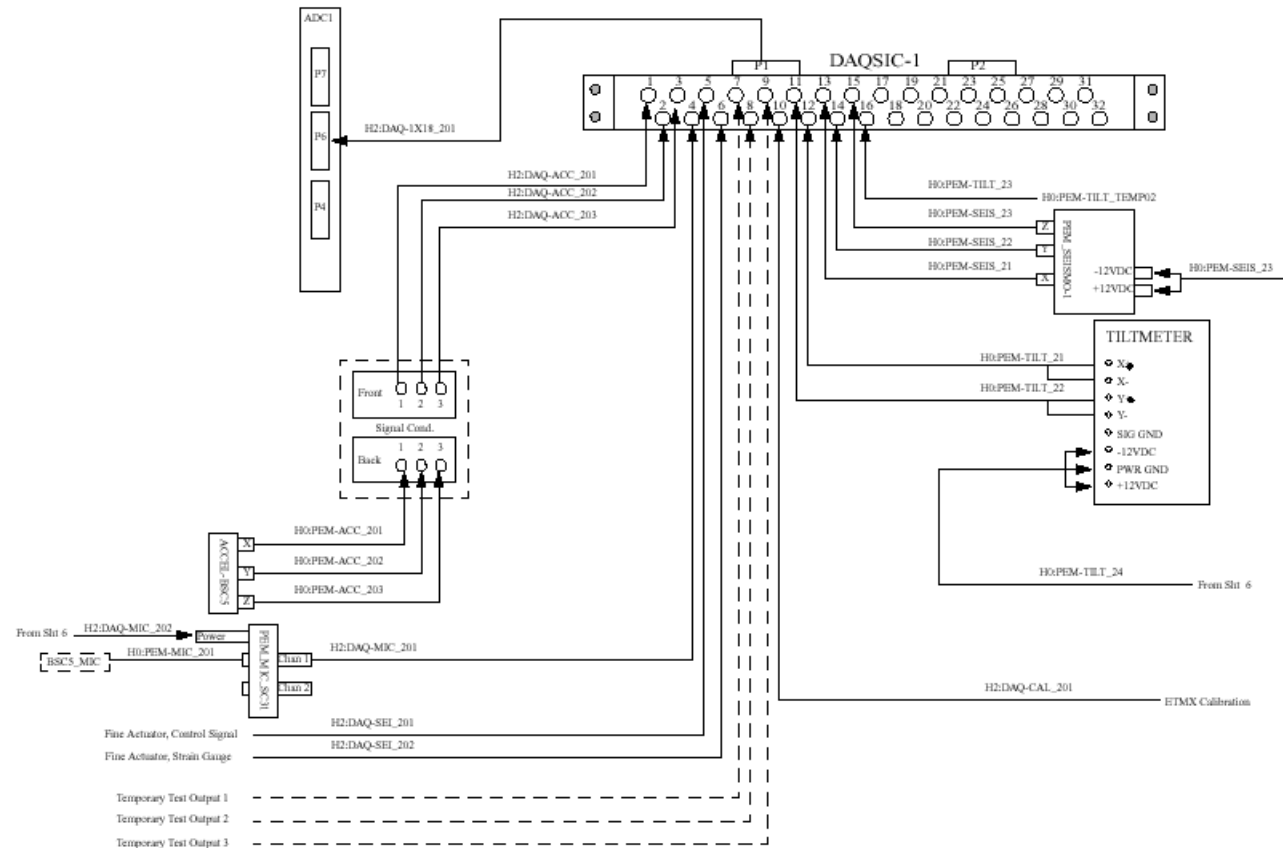 ADC1
P7
P6
P4
H2:DAQ-1X18_201
DAQSIC-1
P1
P2
1 3 5 7 9 11 13 15 17 19 21 23 25 27 29 31
2 4 6 8 10 12 14 16 18 20 22 24 26 28 30 32
H2:DAQ-ACC_201
H2:DAQ-ACC_202
H2:DAQ-ACC_203
H0:PEM-TILT_23
H0:PEM-TILT_TEMP02
H0:PEM-SEIS_23
H0:PEM-SEIS_22
H0:PEM-SEIS_21
Z
Y
X
PEM_SEISMO-1
-12VDC
+12VDC
H0:PEM-SEIS_23
TILTMETER
H0:PEM-TILT_21
H0:PEM-TILT_22
X+
X-
Y+
Y-
SIG GND
-12VDC
PWR GND
+12VDC
H0:PEM-TILT_24
From Sht 6
Front
1 2 3
Signal Cond.
1 2 3
Back
ACCEL-BSC5
X
Y
Z
H0:PEM-ACC_201
H0:PEM-ACC_202
H0:PEM-ACC_203
From Sht 6
H2:DAQ-MIC_202
Power
BSC5_MIC
H0:PEM-MIC_201
PEM_MIC_SC31
Chan 1
Chan 2
H2:DAQ-MIC_201
H2:DAQ-CAL_201
ETMX Calibration
H2:DAQ-SEI_201
Fine Actuator, Control Signal
H2:DAQ-SEI_202
Fine Actuator, Strain Gauge
Temporary Test Output 1
Temporary Test Output 2
Temporary Test Output 3